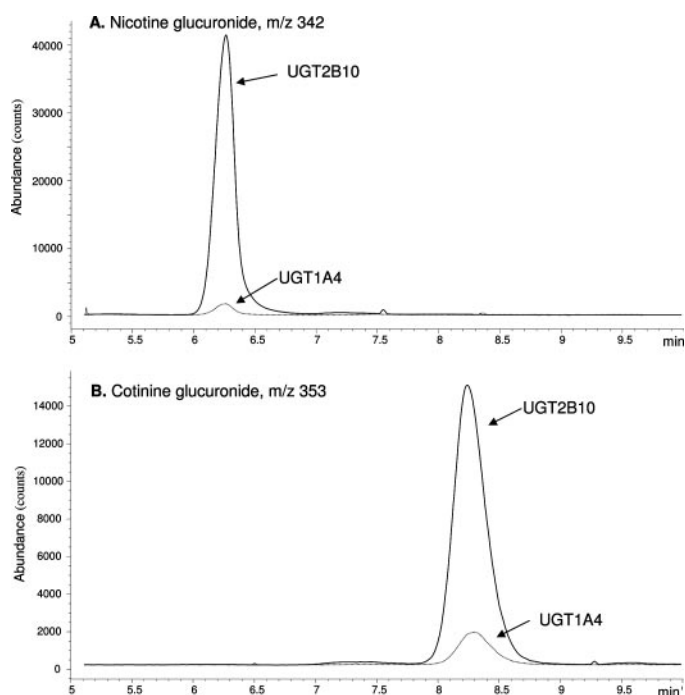 A. Nicotine glucuronide, m/z 342
40000
30000
20000
10000
0
Abundance (counts)
UGT2B10
UGT1A4
5 5.5 6 6.5 7 7.5 8 8.5 9 9.5 min
B. Cotinine glucuronide, m/z 353
14000
12000
10000
8000
6000
4000
2000
0
Abundance (counts)
UGT2B10
UGT1A4
5 5.5 6 6.5 7 7.5 8 8.5 9 9.5 min